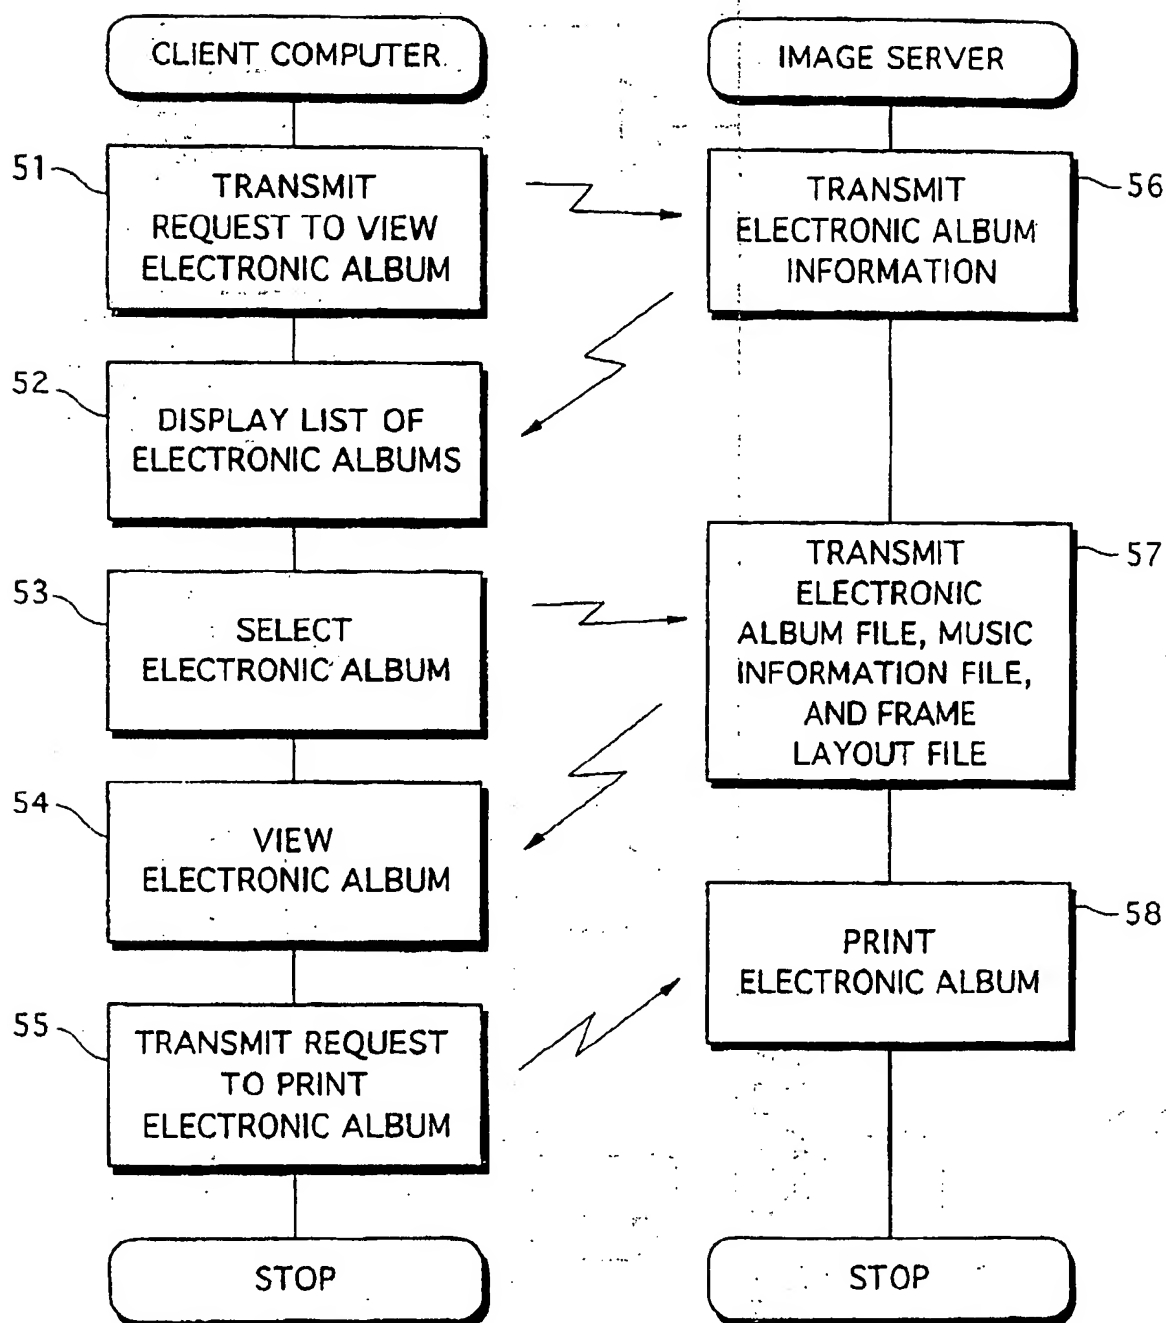 CLIENT COMPUTER
51
TRANSMIT
REQUEST TO VIEW
ELECTRONIC ALBUM
52
DISPLAY LIST OF
ELECTRONIC ALBUMS
53
SELECT
ELECTRONIC ALBUM
54
VIEW
ELECTRONIC ALBUM
55
TRANSMIT REQUEST
TO PRINT
ELECTRONIC ALBUM
STOP
IMAGE SERVER
56
TRANSMIT
ELECTRONIC ALBUM
INFORMATION
57
TRANSMIT
ELECTRONIC
ALBUM FILE, MUSIC
INFORMATION FILE,
AND FRAME
LAYOUT FILE
58
PRINT
ELECTRONIC ALBUM
STOP